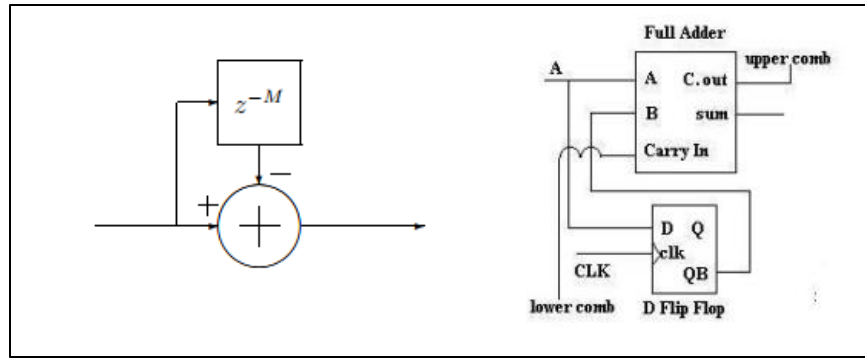 z^{-M}
−
+
+
Full Adder
upper comb
A
A C.out
B sum
Carry In
D Q
clk
CLK
QB
lower comb
D Flip Flop